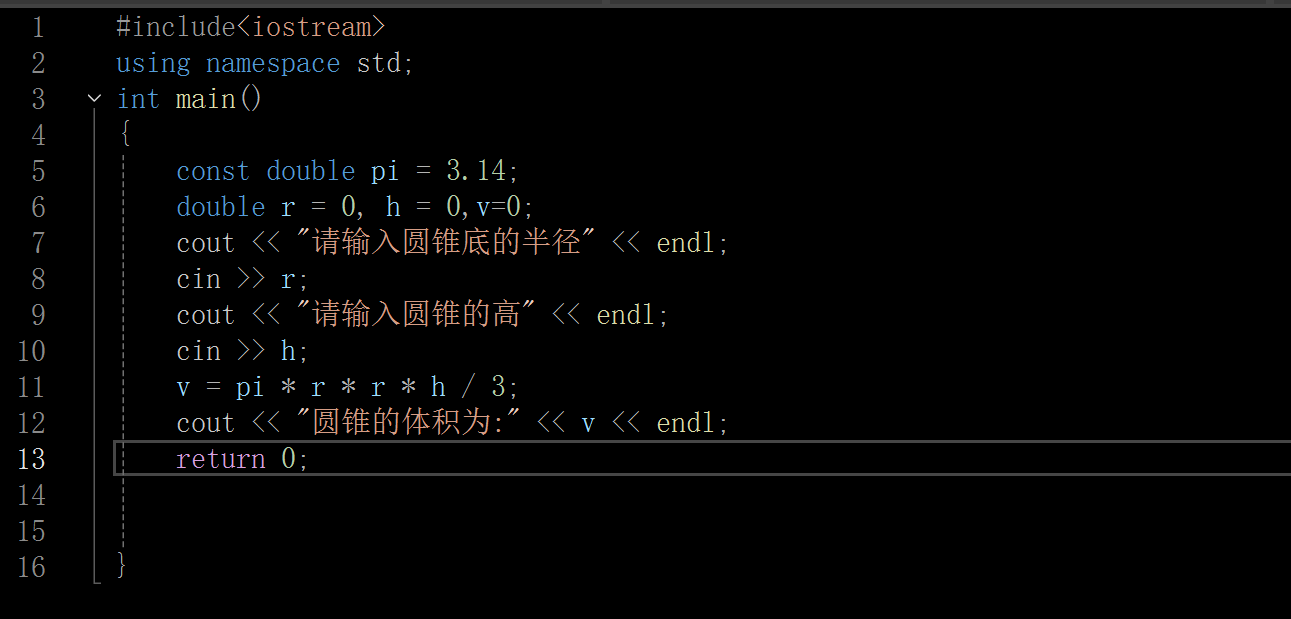 1 #include<iostream>
2 using namespace std;
3 int main()
4 {
5 const double pi = 3.14;
6 double r = 0, h = 0,v=0;
7 cout << "请输入圆锥底的半径" << endl;
8 cin >> r;
9 cout << "请输入圆锥的高" << endl;
10 cin >> h;
11 v = pi * r * r * h / 3;
12 cout << "圆锥的体积为:" << v << endl;
13 return 0;
14
15
16 }